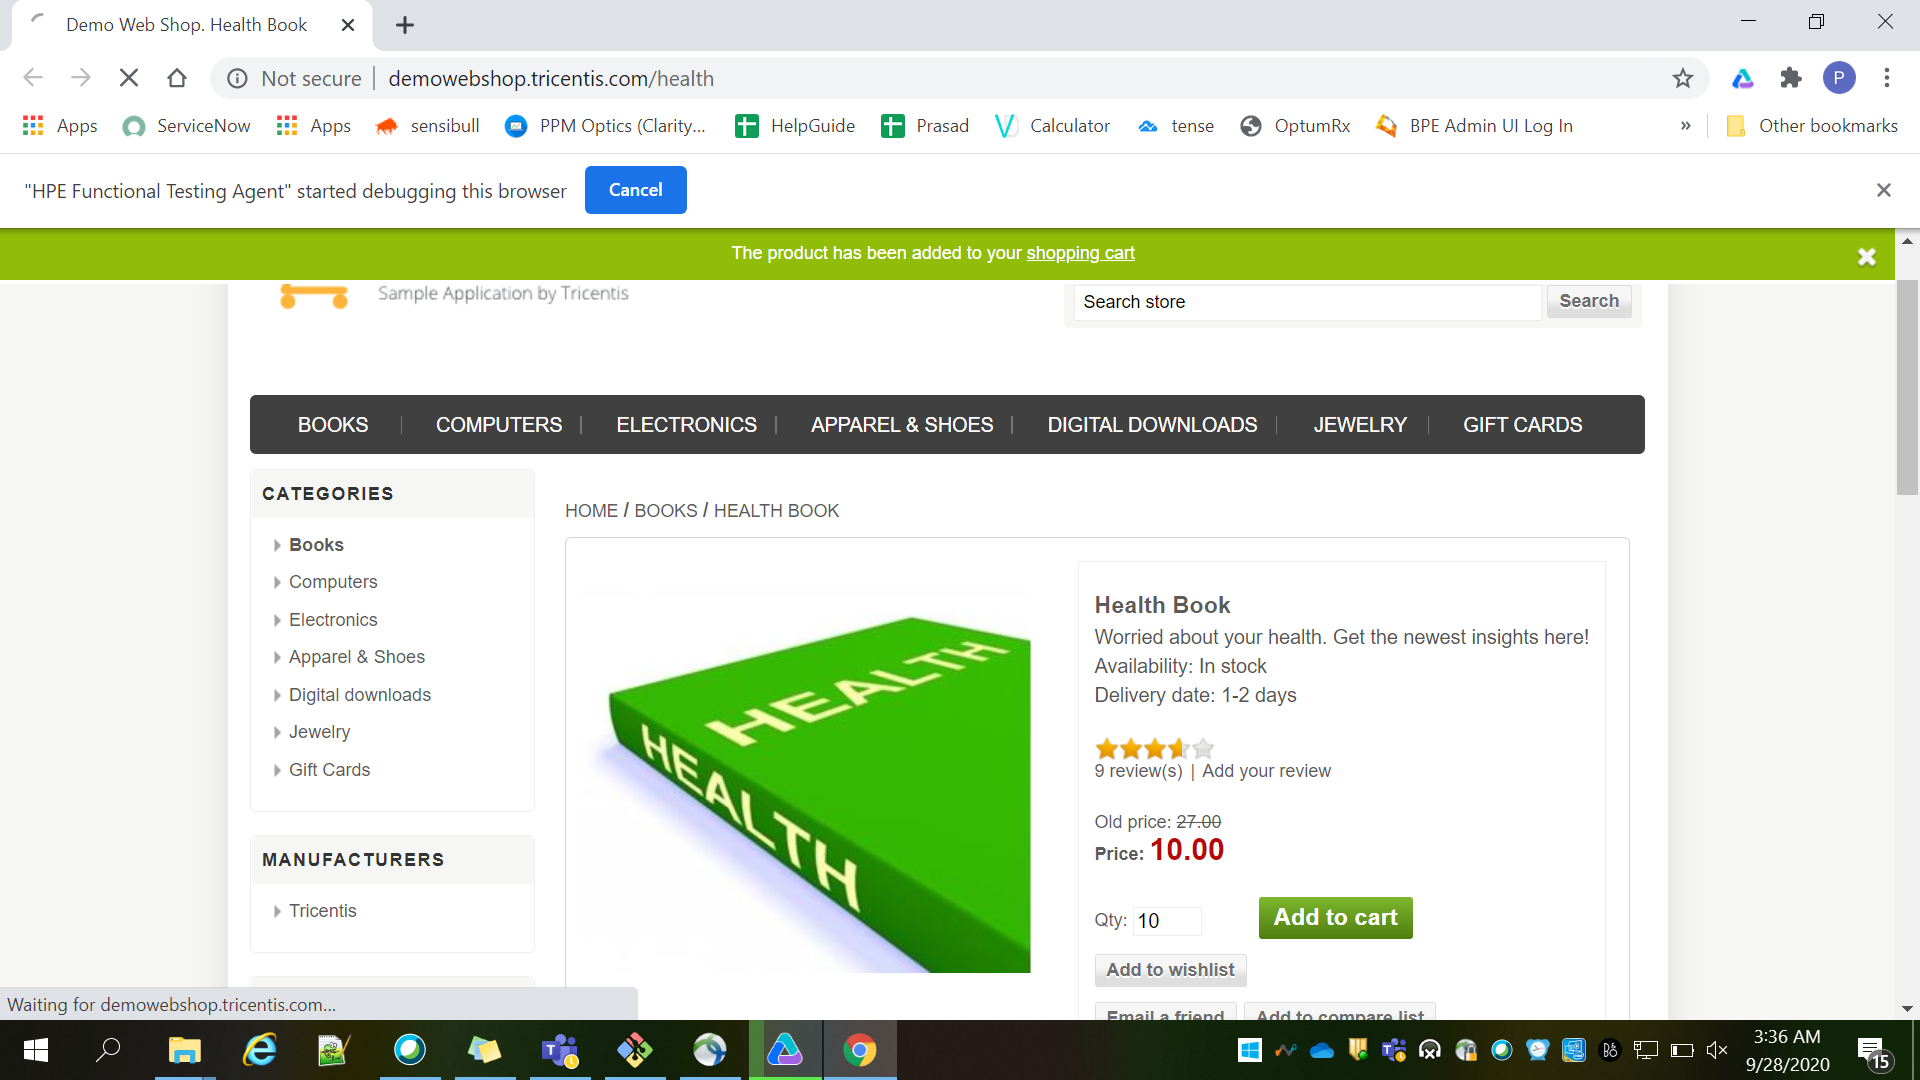 Demo Web Shop. Health Book
Not secure demowebshop.tricentis.com/health P
Apps ServiceNow Apps sensibull PPM Optics (Clarity... HelpGuide Prasad Calculator tense OptumRx BPE Admin UI Log In » Other bookmarks
"HPE Functional Testing Agent" started debugging this browser Cancel
The product has been added to your shopping cart
Sample Application by Tricentis
Search store Search
BOOKS COMPUTERS ELECTRONICS APPAREL & SHOES DIGITAL DOWNLOADS JEWELRY GIFT CARDS
CATEGORIES
Books
Computers
Electronics
Apparel & Shoes
Digital downloads
Jewelry
Gift Cards
MANUFACTURERS
Tricentis
HOME / BOOKS / HEALTH BOOK
HEALTH
HEALTH
Health Book
Worried about your health. Get the newest insights here!
Availability: In stock
Delivery date: 1-2 days
9 review(s) | Add your review
Old price: 27.00
Price: 10.00
Qty: 10 Add to cart
Add to wishlist
Email a friend Add to compare list
Waiting for demowebshop.tricentis.com...
3:36 AM
9/28/2020
15